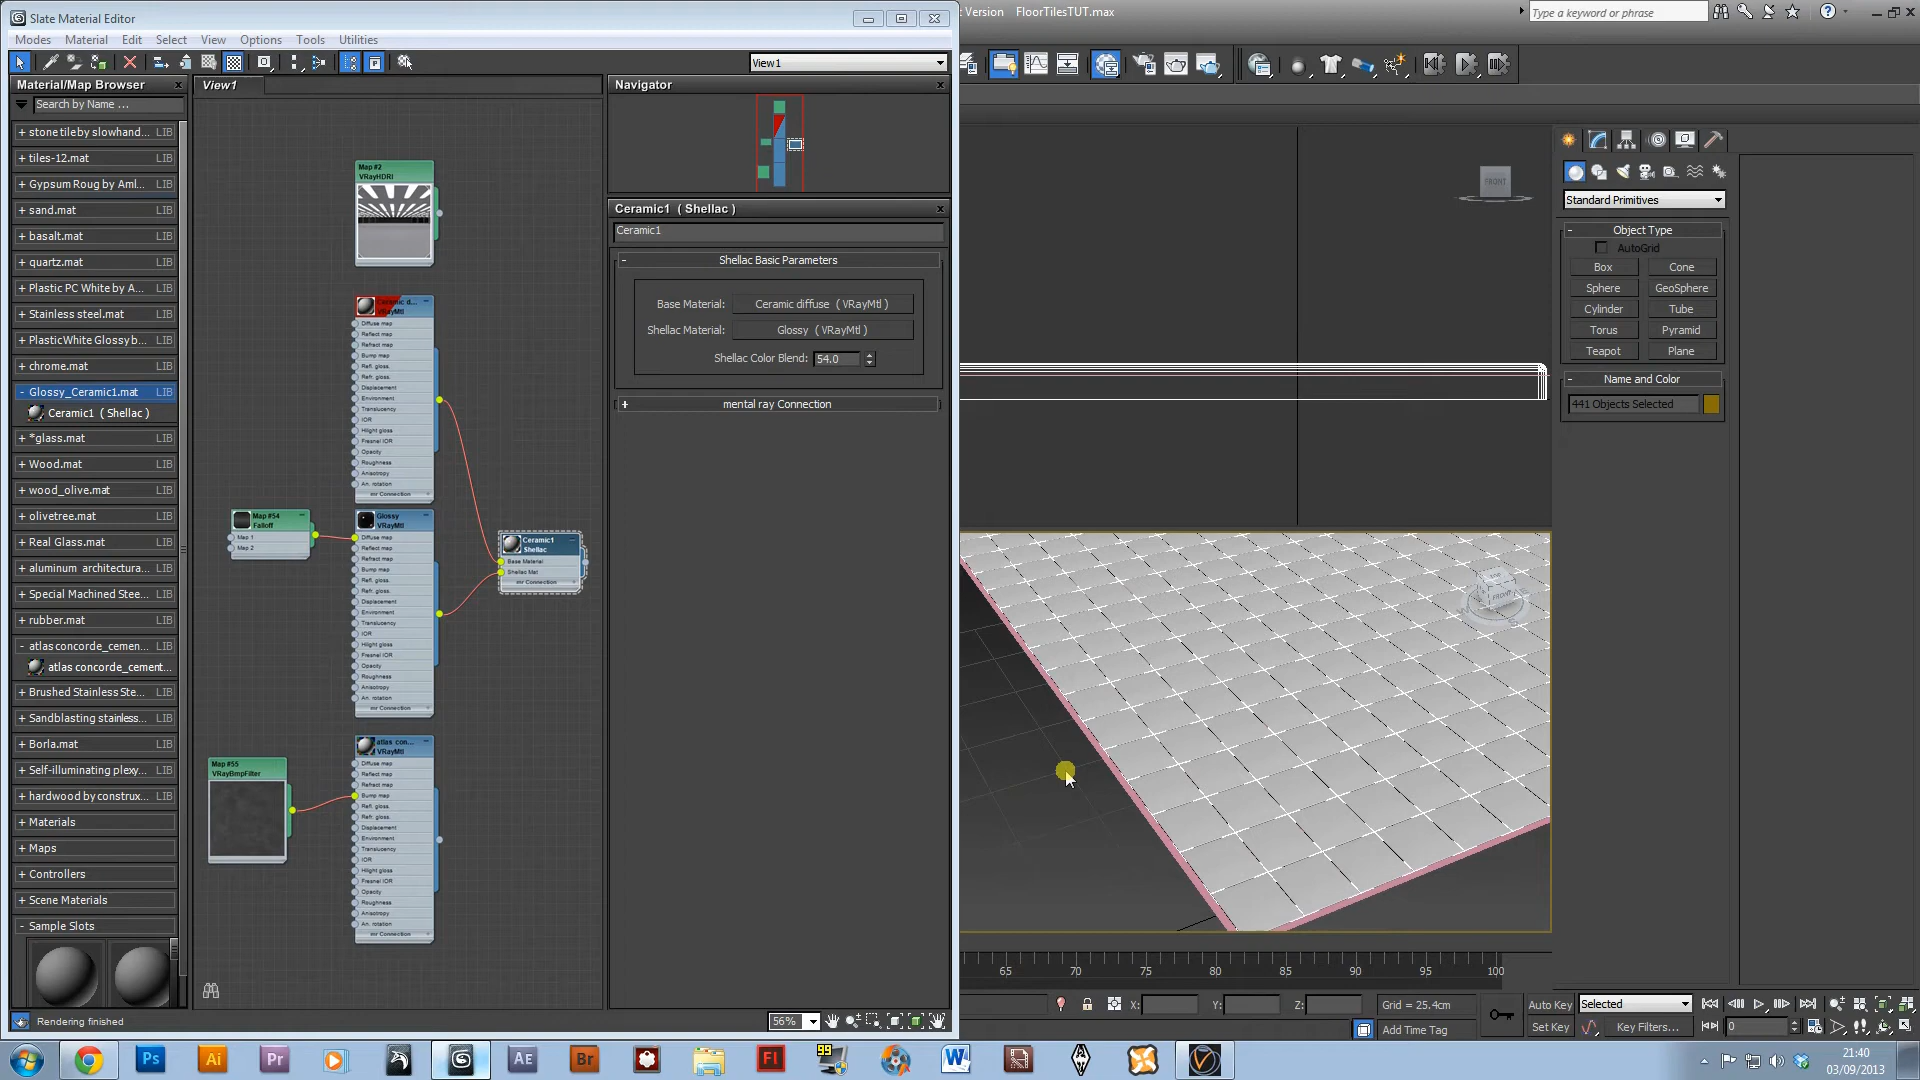 Slate Material Editor
t Version FloorTilesTUT.max
Type a keyword or phrase
Modes Material Edit Select View Options Tools Utilities
View1
Material/Map Browser
Search by Name ...
+ stone tile by slowhand... LIB
+ tiles-12.mat LIB
+ Gypsum Roug by Aml... LIB
+ sand.mat LIB
+ basalt.mat LIB
+ quartz.mat LIB
+ Plastic PC White by A... LIB
+ Stainless steel.mat LIB
+ PlasticWhite Glossy b... LIB
+ chrome.mat LIB
- Glossy_Ceramic1.mat LIB
Ceramic1 ( Shellac )
+ *glass.mat LIB
+ Wood.mat LIB
+ wood_olive.mat LIB
+ olivetree.mat LIB
+ Real Glass.mat LIB
+ aluminum architectura... LIB
+ Special Machined Stee... LIB
+ rubber.mat LIB
- atlas concorde_cemen... LIB
atlas concorde_cement...
+ Brushed Stainless Ste... LIB
+ Sandblasting stainless... LIB
+ Borla.mat LIB
+ Self-illuminating plexy... LIB
+ hardwood by construx... LIB
+ Materials
+ Maps
+ Controllers
+ Scene Materials
- Sample Slots
Rendering finished
View1
Map #2
VRayHDRI
Ceramic d...
VRayMtl
Diffuse map
Reflect map
Refract map
Bump map
Refl. gloss.
Refr. gloss.
Displacement
Environment
Translucency
IOR
Hilight gloss
Fresnel IOR
Opacity
Roughness
Anisotropy
An. rotation
mr Connection
Map #54
Falloff
Map 1
Map 2
Glossy
VRayMtl
Diffuse map
Reflect map
Refract map
Bump map
Refl. gloss.
Refr. gloss.
Displacement
Environment
Translucency
IOR
Hilight gloss
Fresnel IOR
Opacity
Roughness
Anisotropy
An. rotation
mr Connection
Ceramic1
Shellac
Base Material
Shellac Mat
mr Connection
Map #55
VRayBmpFilter
atlas con...
VRayMtl
Diffuse map
Reflect map
Refract map
Bump map
Refl. gloss.
Refr. gloss.
Displacement
Environment
Translucency
IOR
Hilight gloss
Fresnel IOR
Opacity
Roughness
Anisotropy
An. rotation
mr Connection
Navigator
Ceramic1 ( Shellac )
Ceramic1
- Shellac Basic Parameters
Base Material: Ceramic diffuse ( VRayMtl )
Shellac Material: Glossy ( VRayMtl )
Shellac Color Blend: 54.0
+ mental ray Connection
56%
FRONT
FRONT
Standard Primitives
- Object Type
AutoGrid
Box Cone
Sphere GeoSphere
Cylinder Tube
Torus Pyramid
Teapot Plane
- Name and Color
441 Objects Selected
65 70 75 80 85 90 95 100
X: Y: Z: Grid = 25.4cm
Add Time Tag
Auto Key Selected
Set Key Key Filters...
0
Ps Ai Pr AE Br Fl 99 W
21:40
03/09/2013